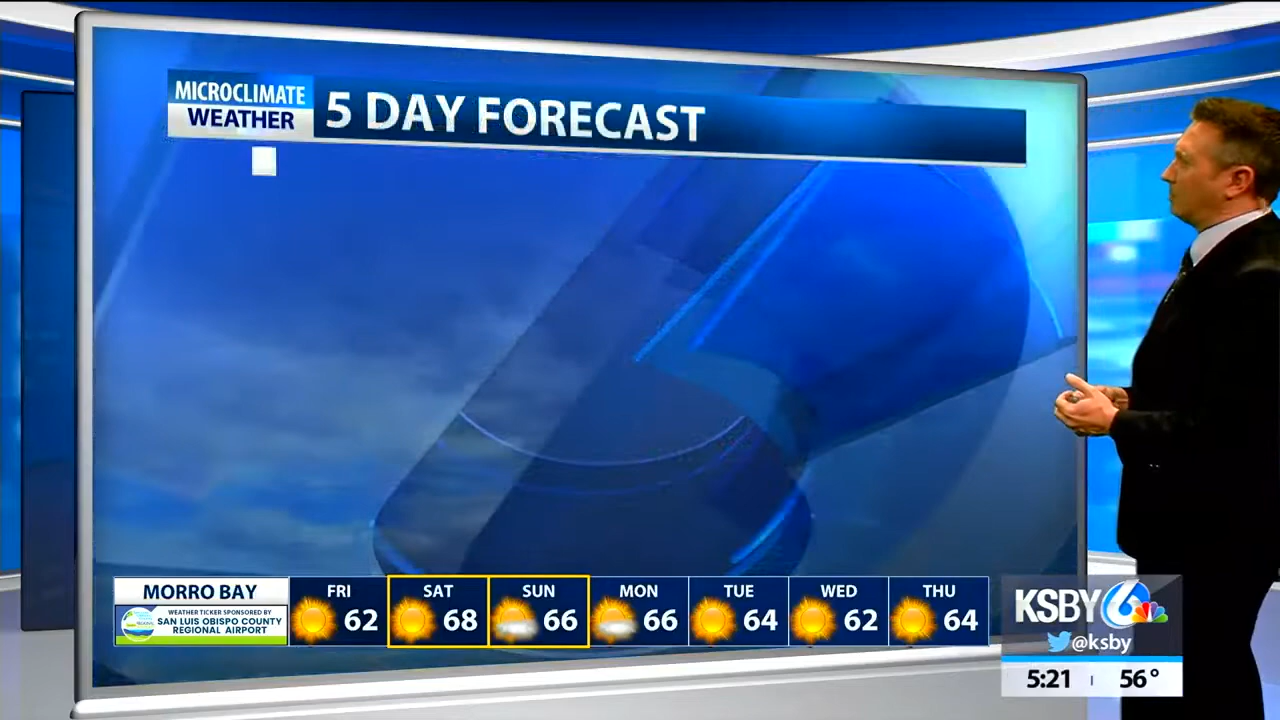 MICROCLIMATE
WEATHER
5 DAY FORECAST
MORRO BAY
WEATHER TICKER SPONSORED BY
SAN LUIS OBISPO COUNTY
REGIONAL AIRPORT
FRI
62
SAT
68
SUN
66
MON
66
TUE
64
WED
62
THU
64
KSBY 6
@ksby
5:21
56°